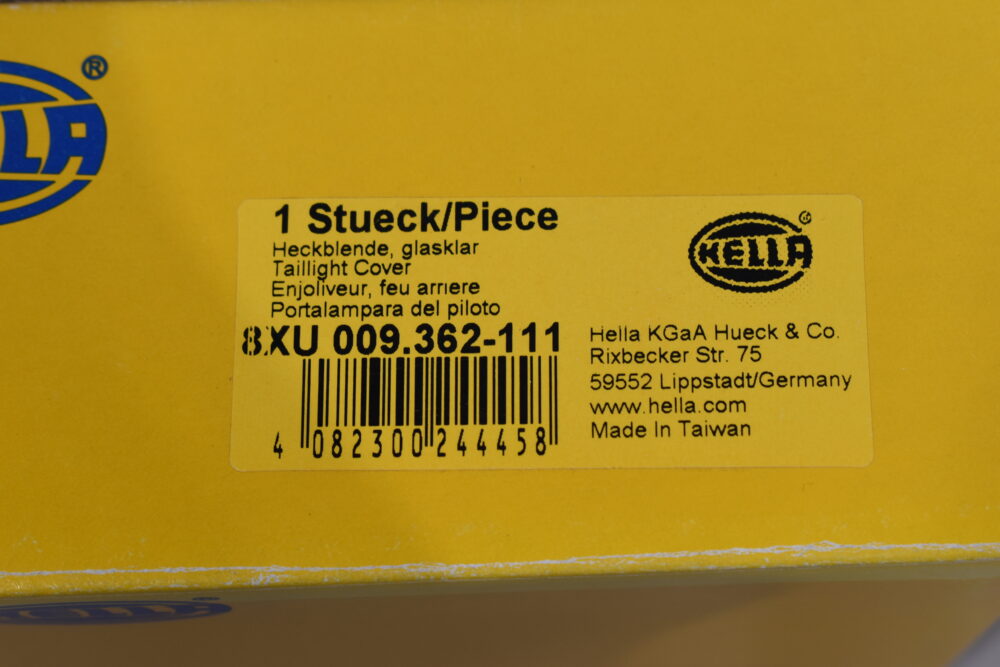 LLA ®
1 Stueck/Piece
Heckblende, glasklar
Taillight Cover
Enjoliveur, feu arriere
Portalampara del piloto
8XU 009.362-111
4 082300 244458
HELLA ®
Hella KGaA Hueck & Co.
Rixbecker Str. 75
59552 Lippstadt/Germany
www.hella.com
Made In Taiwan